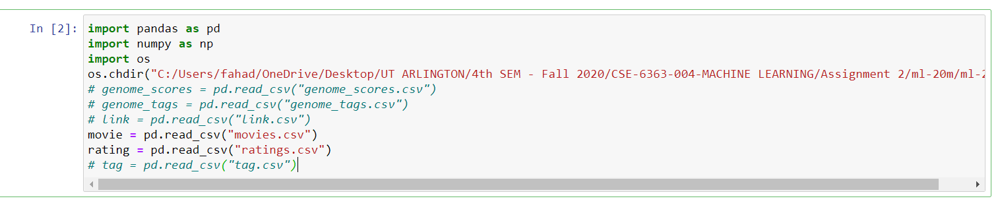 In [2]: import pandas as pd
import numpy as np
import os
os.chdir("C:/Users/fahad/OneDrive/Desktop/UT ARLINGTON/4th SEM - Fall 2020/CSE-6363-004-MACHINE LEARNING/Assignment 2/ml-20m/ml-2
# genome_scores = pd.read_csv("genome_scores.csv")
# genome_tags = pd.read_csv("genome_tags.csv")
# link = pd.read_csv("link.csv")
movie = pd.read_csv("movies.csv")
rating = pd.read_csv("ratings.csv")
# tag = pd.read_csv("tag.csv")